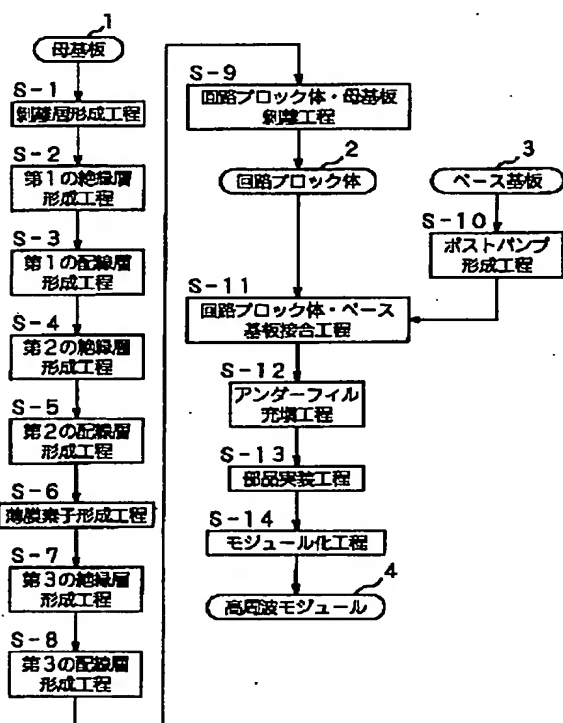 1
母基板
S-1
剝離層形成工程
S-2
第1の絶縁層
形成工程
S-3
第1の配線層
形成工程
S-4
第2の絶縁層
形成工程
S-5
第2の配線層
形成工程
S-6
薄膜素子形成工程
S-7
第3の絶縁層
形成工程
S-8
第3の配線層
形成工程
S-9
回路ブロック体・母基板
剝離工程
2
回路ブロック体
3
ベース基板
S-10
ポストバンプ
形成工程
S-11
回路ブロック体・ベース
基板接合工程
S-12
アンダーフィル
充填工程
S-13
部品実装工程
S-14
モジュール化工程
4
高周波モジュール